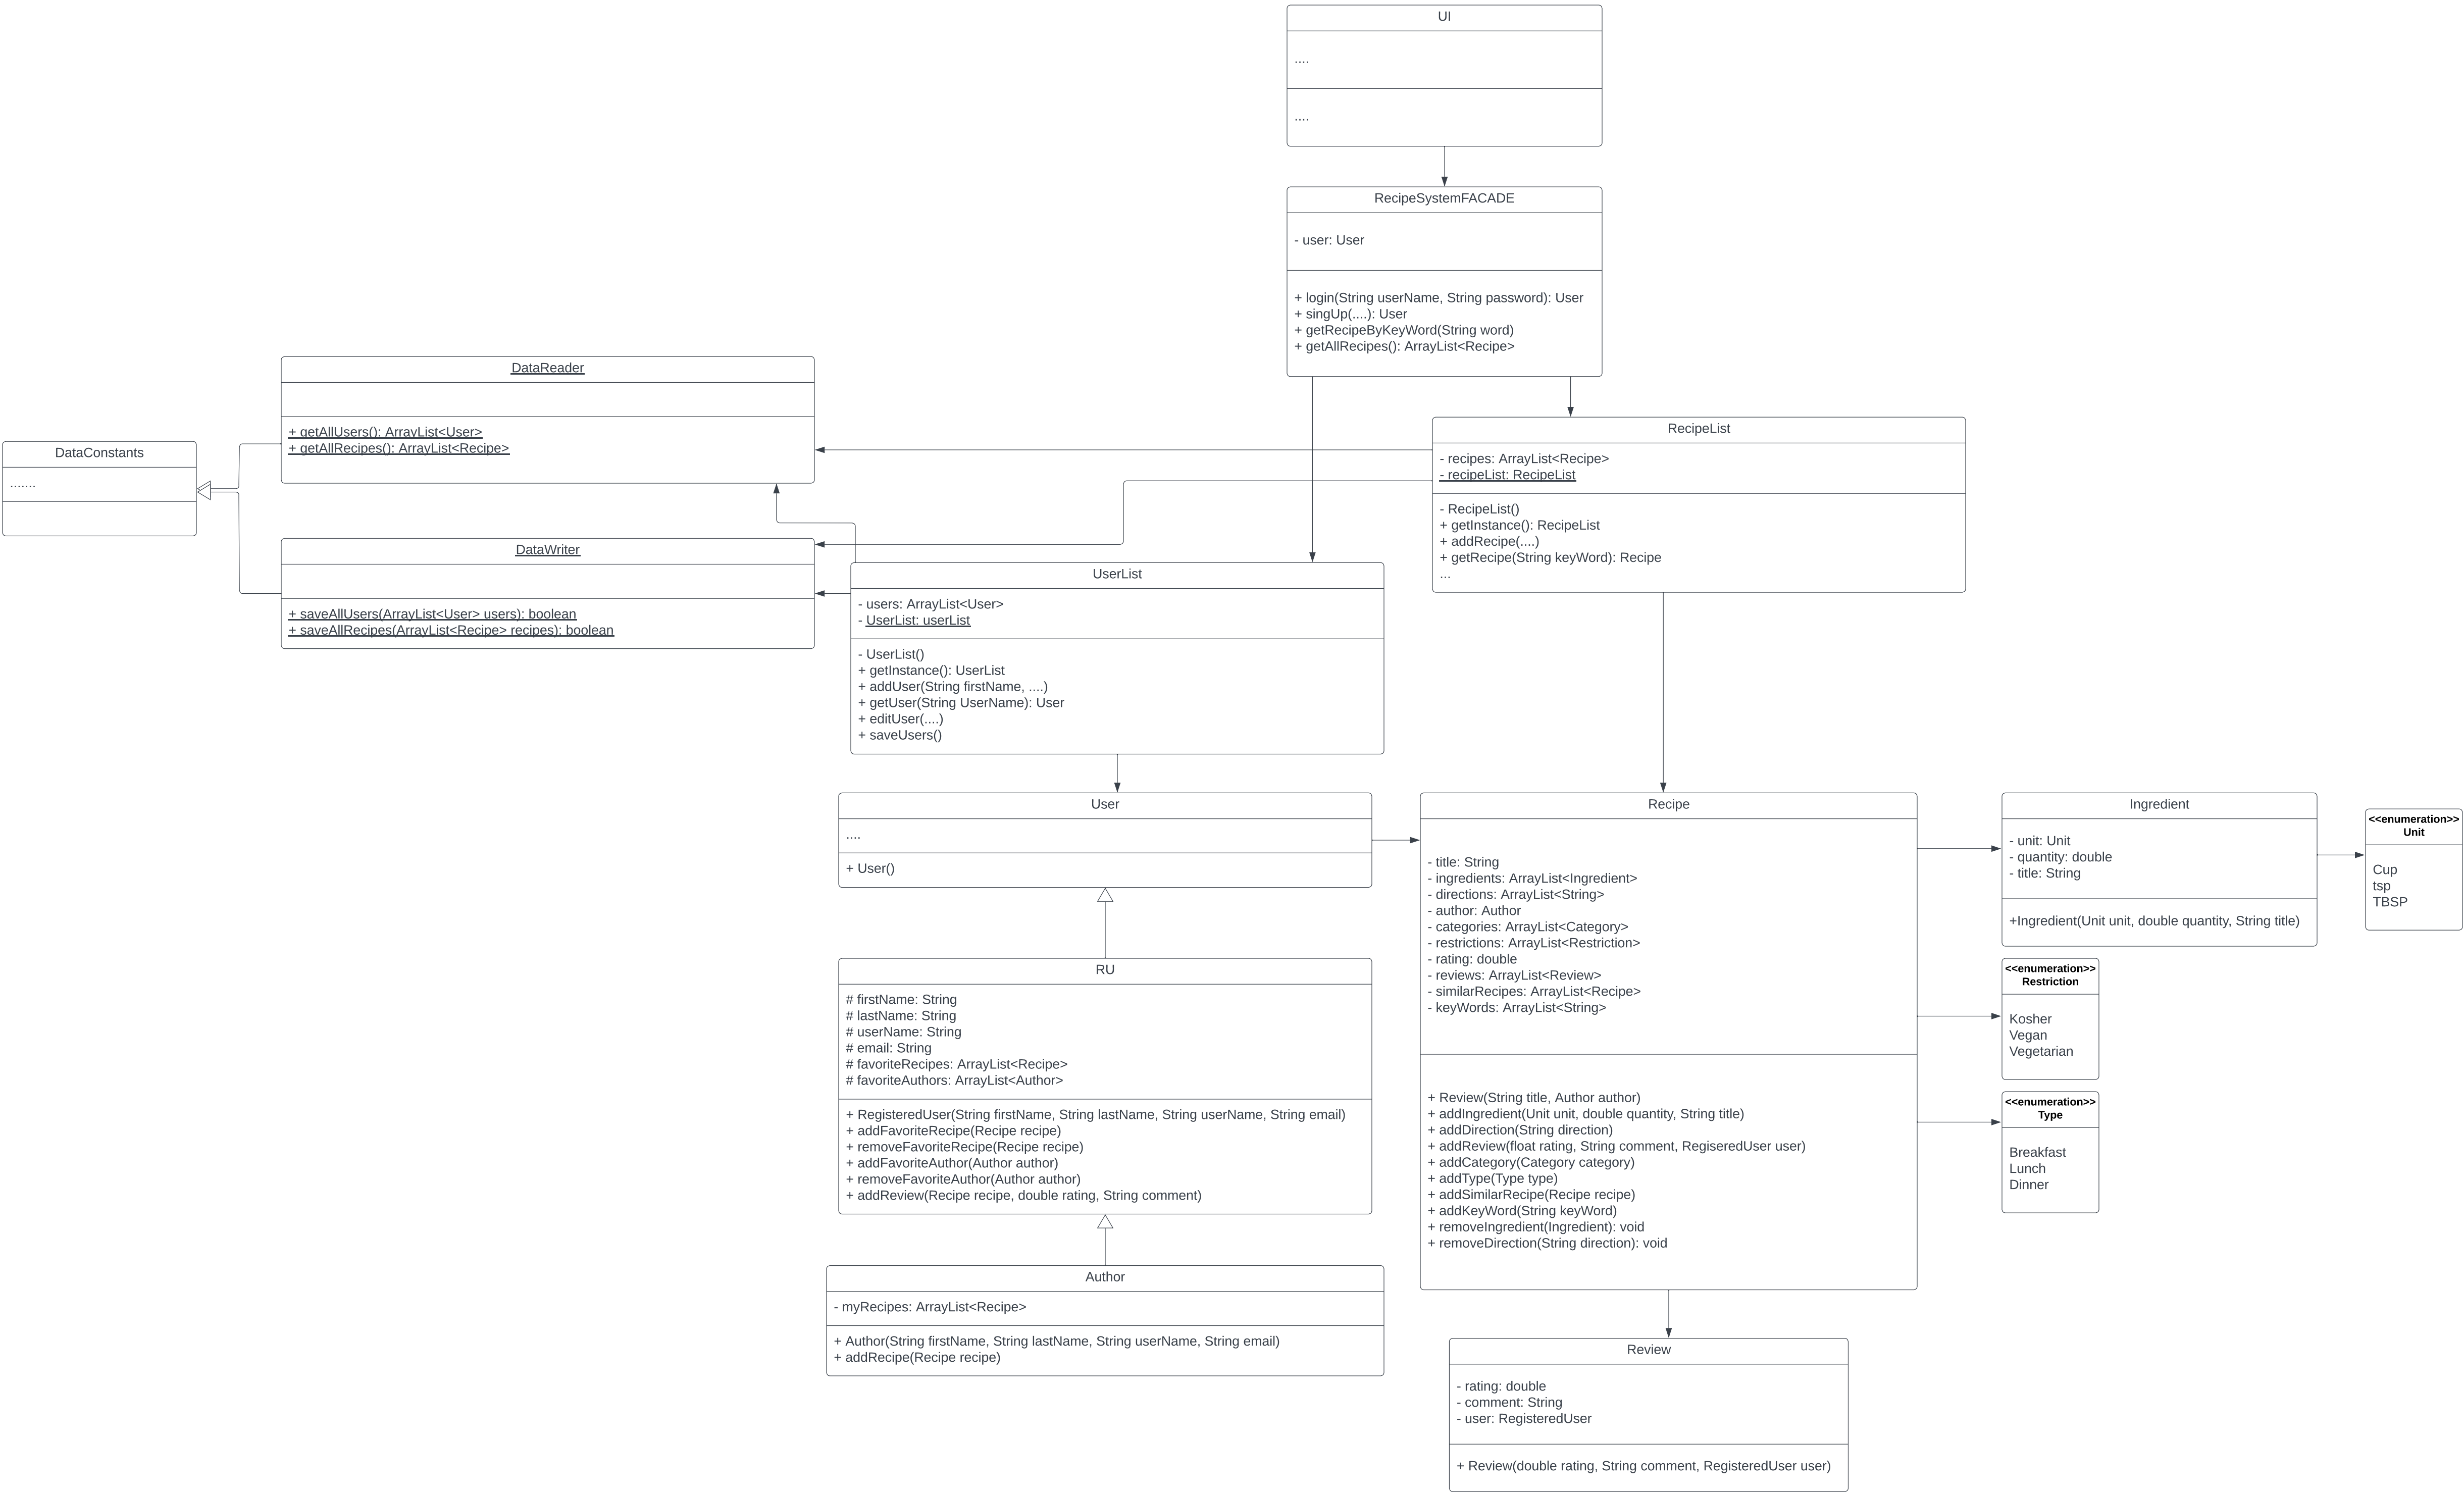 UI
....
....
RecipeSystemFACADE
- user: User
+ login(String userName, String password): User
+ singUp(....): User
+ getRecipeByKeyWord(String word)
+ getAllRecipes(): ArrayList<Recipe>
DataReader
+ getAllUsers(): ArrayList<User>
+ getAllRecipes(): ArrayList<Recipe>
RecipeList
- recipes: ArrayList<Recipe>
- recipeList: RecipeList
- RecipeList()
+ getInstance(): RecipeList
+ addRecipe(....)
+ getRecipe(String keyWord): Recipe
...
DataConstants
.......
DataWriter
+ saveAllUsers(ArrayList<User> users): boolean
+ saveAllRecipes(ArrayList<Recipe> recipes): boolean
UserList
- users: ArrayList<User>
- UserList: userList
- UserList()
+ getInstance(): UserList
+ addUser(String firstName, ....)
+ getUser(String UserName): User
+ editUser(....)
+ saveUsers()
User
....
+ User()
Recipe
- title: String
- ingredients: ArrayList<Ingredient>
- directions: ArrayList<String>
- author: Author
- categories: ArrayList<Category>
- restrictions: ArrayList<Restriction>
- rating: double
- reviews: ArrayList<Review>
- similarRecipes: ArrayList<Recipe>
- keyWords: ArrayList<String>
+ Review(String title, Author author)
+ addIngredient(Unit unit, double quantity, String title)
+ addDirection(String direction)
+ addReview(float rating, String comment, RegiseredUser user)
+ addCategory(Category category)
+ addType(Type type)
+ addSimilarRecipe(Recipe recipe)
+ addKeyWord(String keyWord)
+ removeIngredient(Ingredient): void
+ removeDirection(String direction): void
Ingredient
- unit: Unit
- quantity: double
- title: String
+Ingredient(Unit unit, double quantity, String title)
<<enumeration>>
Unit
Cup
tsp
TBSP
<<enumeration>>
Restriction
Kosher
Vegan
Vegetarian
<<enumeration>>
Type
Breakfast
Lunch
Dinner
RU
# firstName: String
# lastName: String
# userName: String
# email: String
# favoriteRecipes: ArrayList<Recipe>
# favoriteAuthors: ArrayList<Author>
+ RegisteredUser(String firstName, String lastName, String userName, String email)
+ addFavoriteRecipe(Recipe recipe)
+ removeFavoriteRecipe(Recipe recipe)
+ addFavoriteAuthor(Author author)
+ removeFavoriteAuthor(Author author)
+ addReview(Recipe recipe, double rating, String comment)
Author
- myRecipes: ArrayList<Recipe>
+ Author(String firstName, String lastName, String userName, String email)
+ addRecipe(Recipe recipe)
Review
- rating: double
- comment: String
- user: RegisteredUser
+ Review(double rating, String comment, RegisteredUser user)